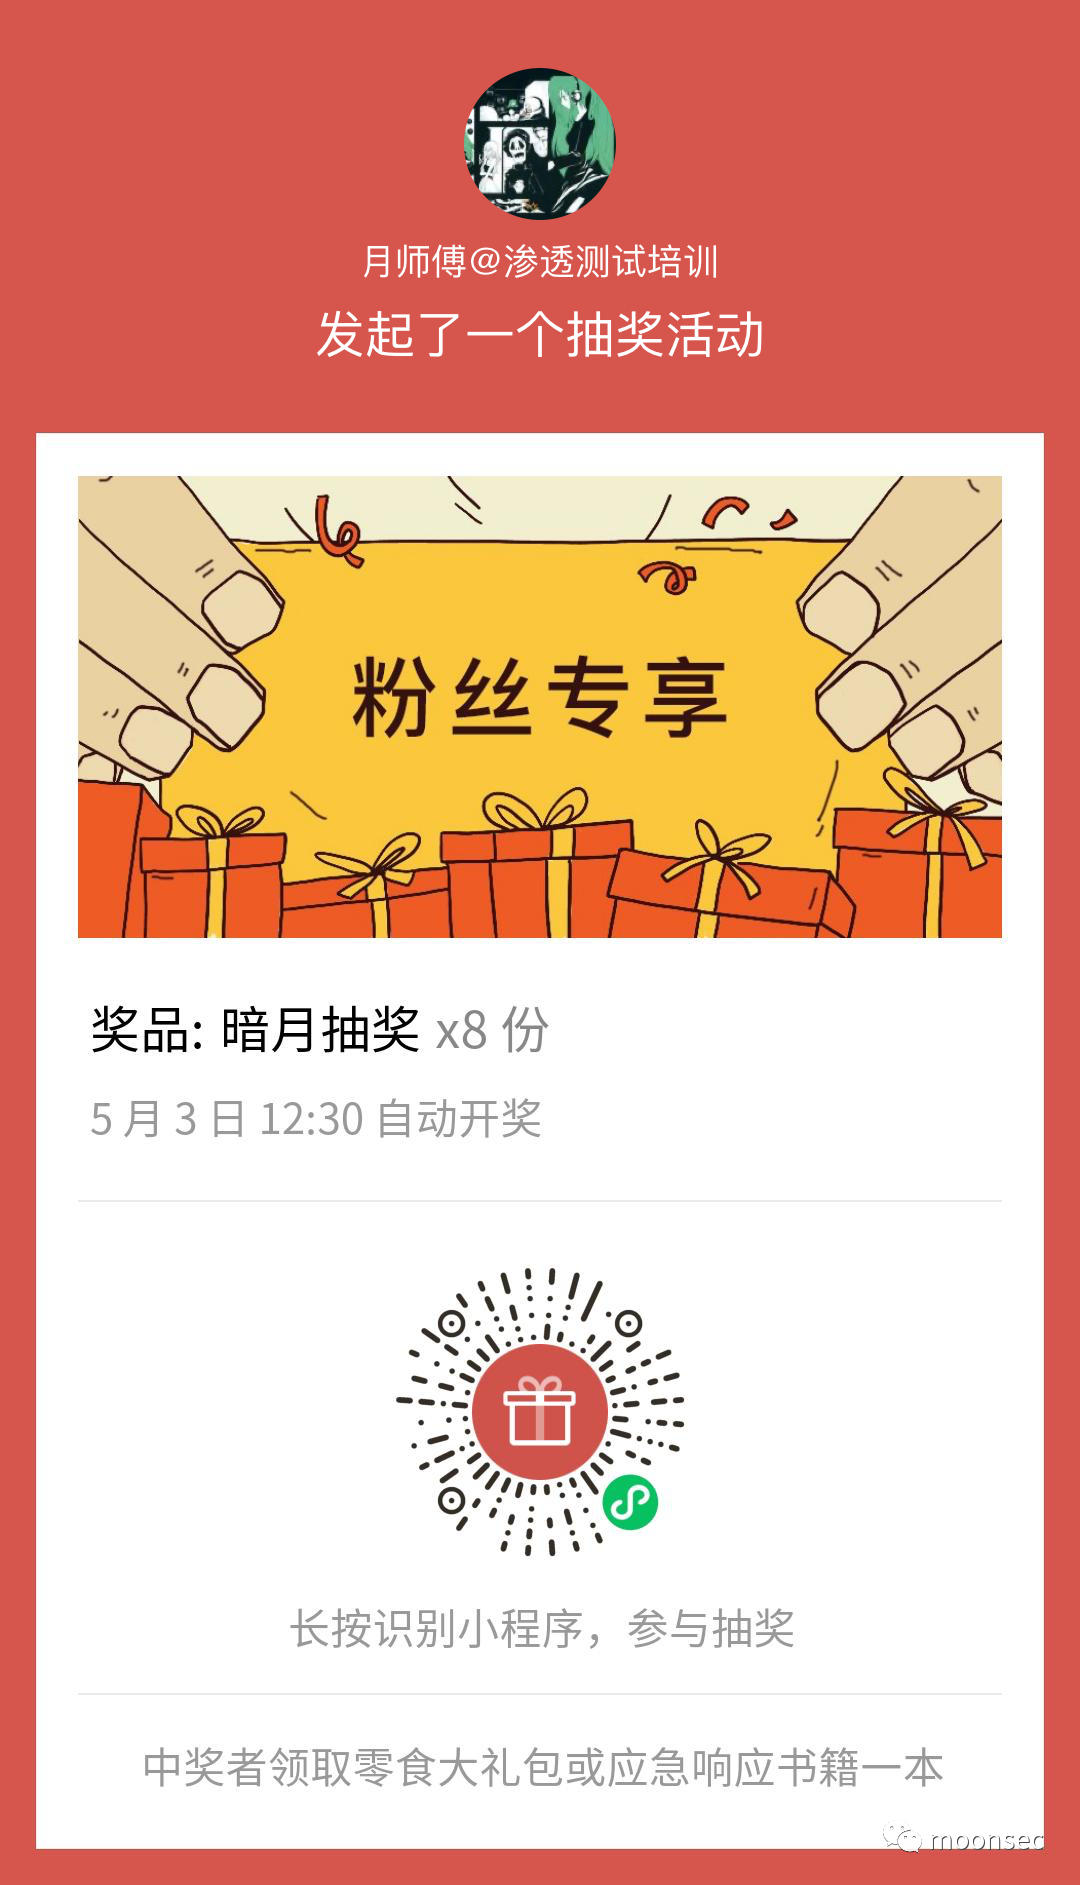 月师傅@渗透测试培训
发起了一个抽奖活动
粉丝专享
奖品: 暗月抽奖 x8 份
5 月 3 日 12:30 自动开奖
长按识别小程序，参与抽奖
中奖者领取零食大礼包或应急响应书籍一本
moonsec